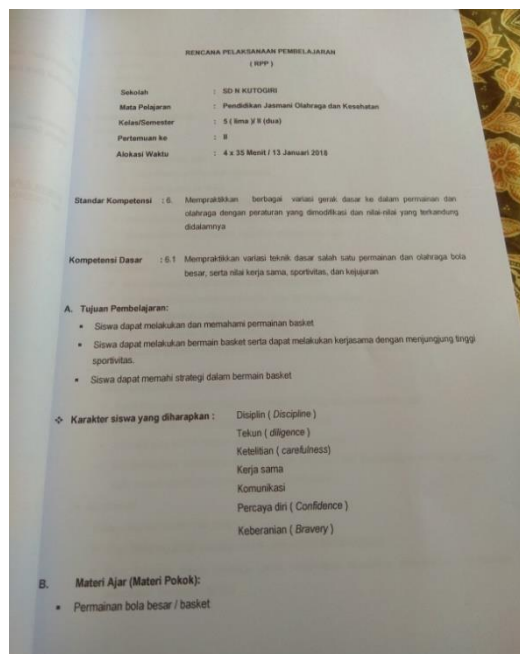 RENCANA PELAKSANAAN PEMBELAJARAN
( RPP )
Sekolah : SD N KUTOGIRI
Mata Pelajaran : Pendidikan Jasmani Olahraga dan Kesehatan
Kelas/Semester : 5 ( lima )/ II (dua)
Pertemuan ke : 8
Alokasi Waktu : 4 x 35 Menit / 13 Januari 2018
Standar Kompetensi : 6. Mempraktikkan berbagai variasi gerak dasar ke dalam permainan dan
olahraga dengan peraturan yang dimodifikasi dan nilai-nilai yang terkandung
didalamnya
Kompetensi Dasar : 6.1 Mempraktikkan variasi teknik dasar salah satu permainan dan olahraga bola
besar, serta nilai kerja sama, sportivitas, dan kejujuran
A. Tujuan Pembelajaran:
• Siswa dapat melakukan dan memahami permainan basket
• Siswa dapat melakukan bermain basket serta dapat melakukan kerjasama dengan menjungjung tinggi
sportivitas.
• Siswa dapat memahi strategi dalam bermain basket
❖ Karakter siswa yang diharapkan : Disiplin ( Discipline )
Tekun ( diligence )
Ketelitian ( carefulness)
Kerja sama
Komunikasi
Percaya diri ( Confidence )
Keberanian ( Bravery )
B. Materi Ajar (Materi Pokok):
• Permainan bola besar / basket